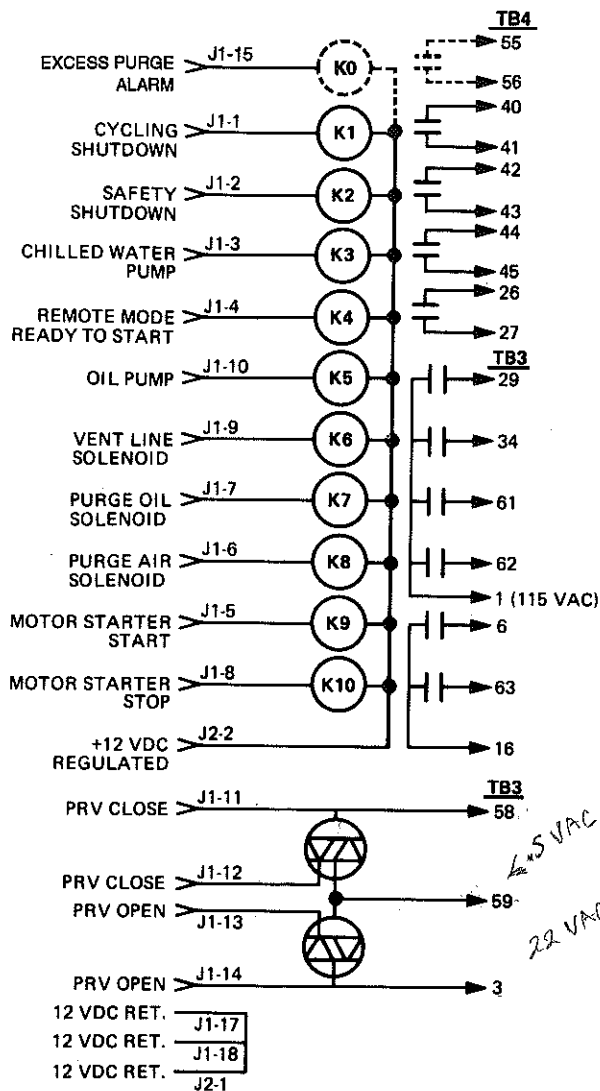 TB4
EXCESS PURGE ALARM J1-15 K0 55
56
CYCLING SHUTDOWN J1-1 K1 40
41
SAFETY SHUTDOWN J1-2 K2 42
43
CHILLED WATER PUMP J1-3 K3 44
45
REMOTE MODE READY TO START J1-4 K4 26
27
TB3
OIL PUMP J1-10 K5 29
VENT LINE SOLENOID J1-9 K6 34
PURGE OIL SOLENOID J1-7 K7 61
PURGE AIR SOLENOID J1-6 K8 62
1 (115 VAC)
MOTOR STARTER START J1-5 K9 6
MOTOR STARTER STOP J1-8 K10 63
+12 VDC REGULATED J2-2 16
TB3
PRV CLOSE J1-11 58
PRV CLOSE J1-12
59
PRV OPEN J1-13
22 VAC
PRV OPEN J1-14 3
12 VDC RET. J1-17
12 VDC RET. J1-18
12 VDC RET. J2-1